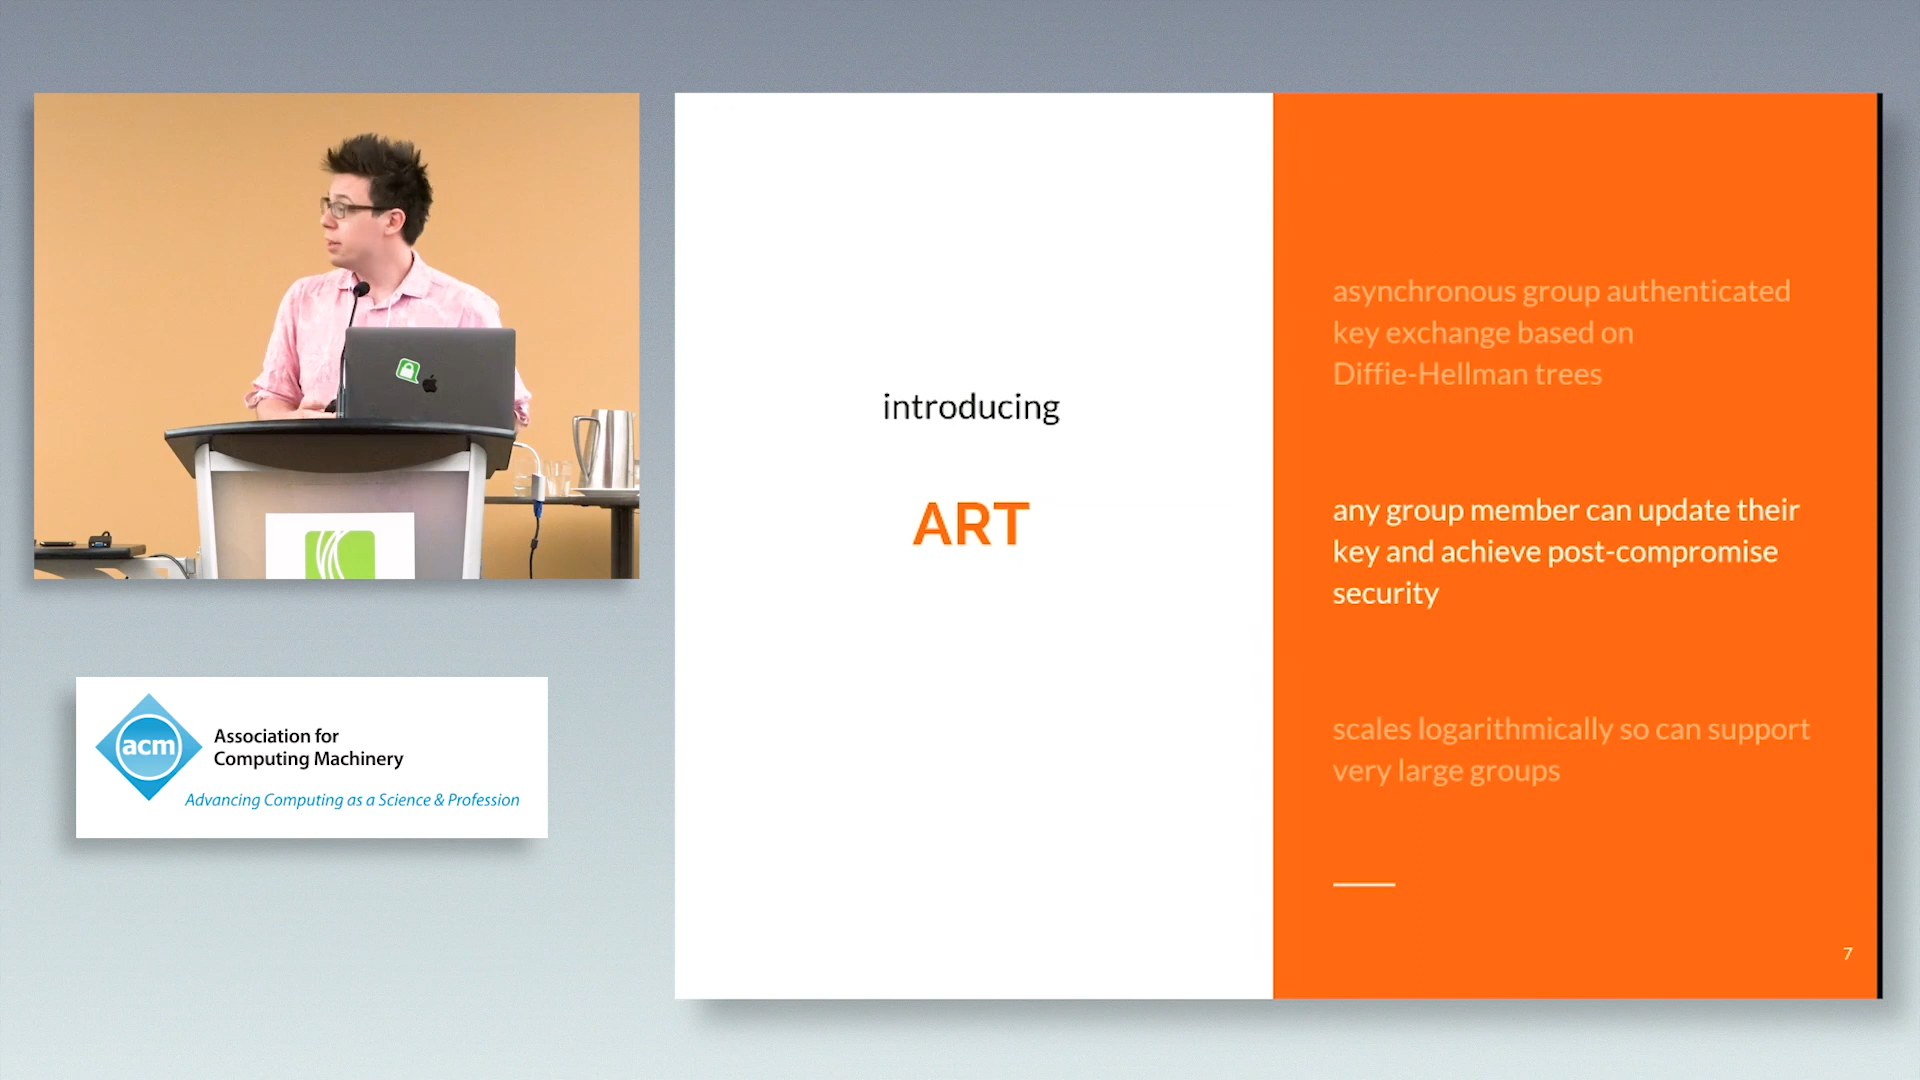 introducing
ART
asynchronous group authenticated
key exchange based on
Diffie-Hellman trees
any group member can update their
key and achieve post-compromise
security
scales logarithmically so can support
very large groups
7
acm
Association for
Computing Machinery
Advancing Computing as a Science & Profession